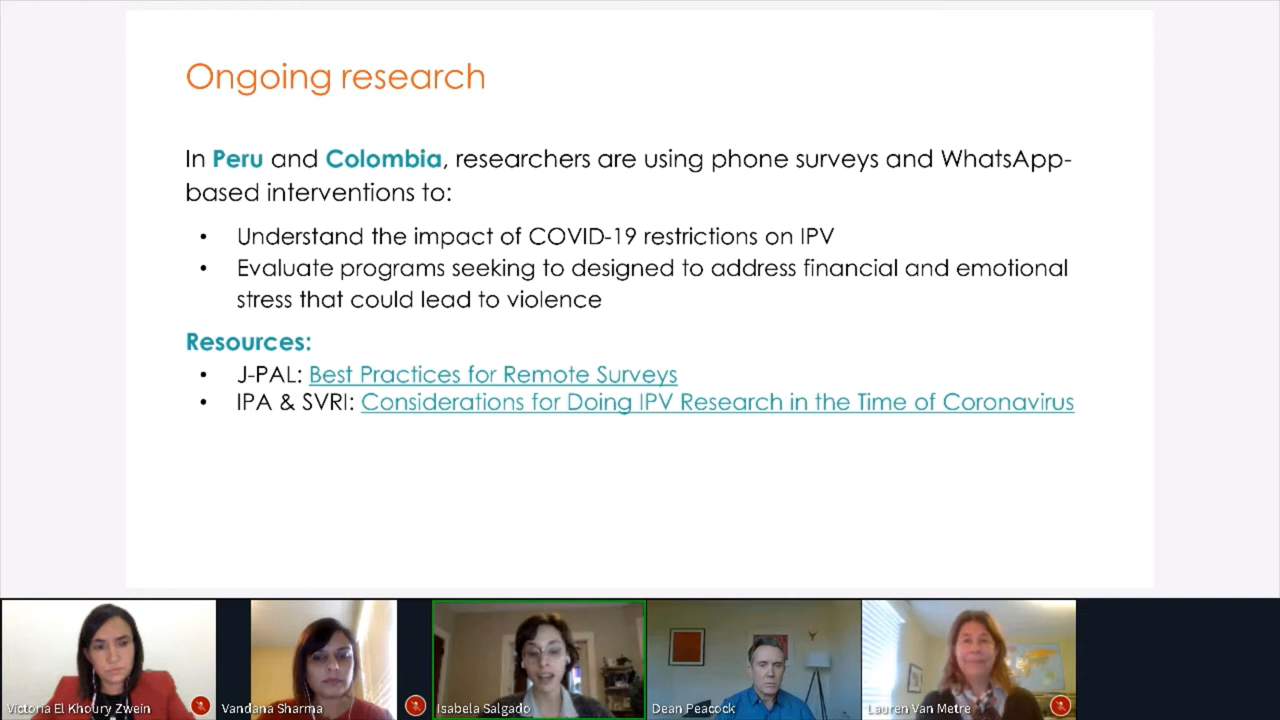 Ongoing research
In Peru and Colombia, researchers are using phone surveys and WhatsApp-
based interventions to:
• Understand the impact of COVID-19 restrictions on IPV
• Evaluate programs seeking to designed to address financial and emotional
stress that could lead to violence
Resources:
• J-PAL: Best Practices for Remote Surveys
• IPA & SVRI: Considerations for Doing IPV Research in the Time of Coronavirus
Victoria El Khoury Zwein
Vandana Sharma
Isabela Salgado
Dean Peacock
Lauren Van Metre